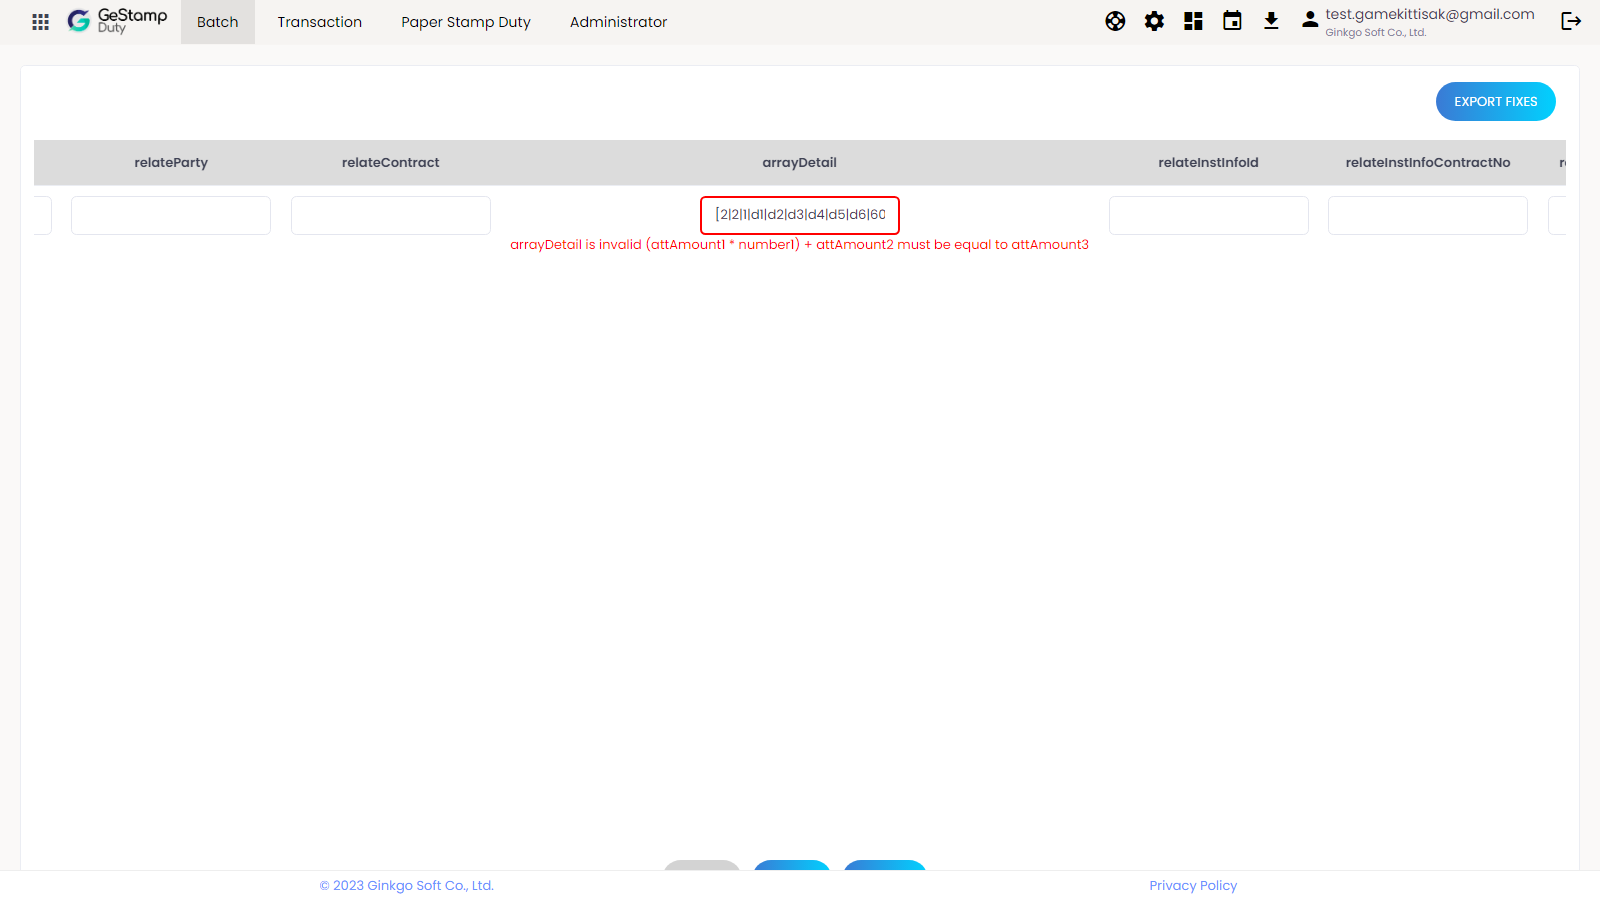 GeStamp
Duty
Batch
Transaction
Paper Stamp Duty
Administrator
test.gamekittisak@gmail.com
Ginkgo Soft Co., Ltd.
EXPORT FIXES
relateParty
relateContract
arrayDetail
relateInstInfoId
relateInstInfoContractNo
[2|2|1|d1|d2|d3|d4|d5|d6|60
arrayDetail is invalid (attAmount1 * number1) + attAmount2 must be equal to attAmount3
© 2023 Ginkgo Soft Co., Ltd.
Privacy Policy